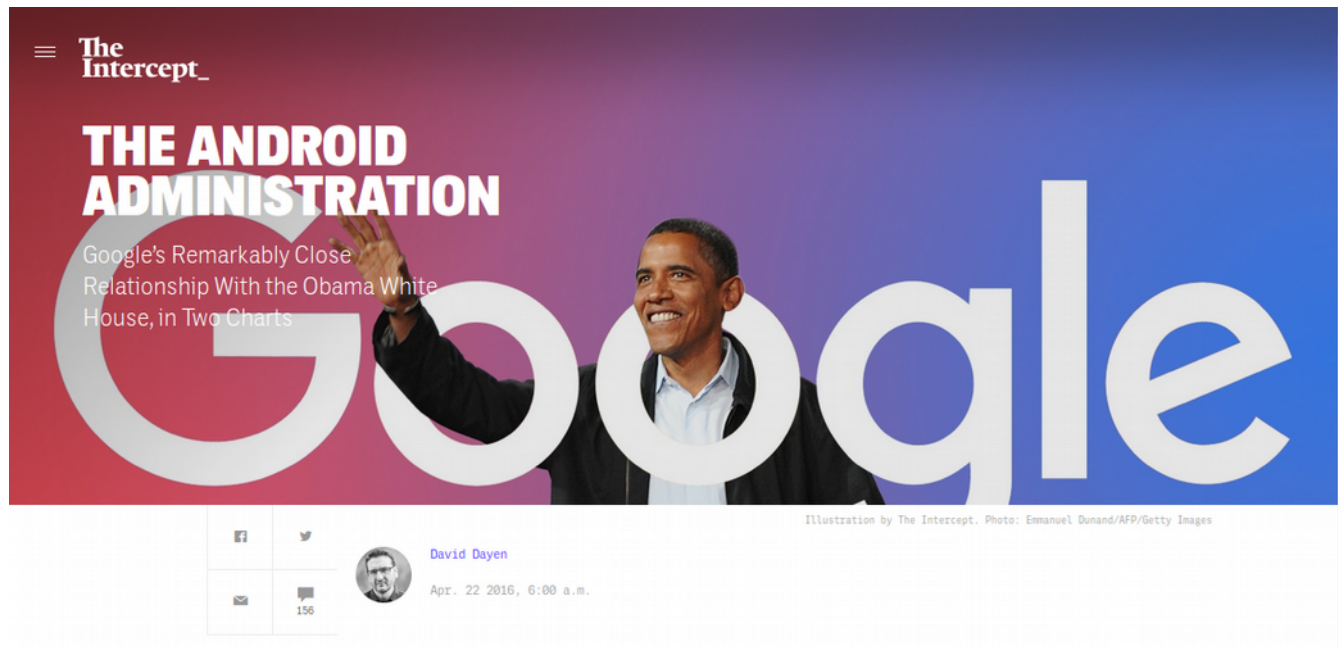 The
Intercept_
THE ANDROID
ADMINISTRATION
Google's Remarkably Close
Relationship With the Obama White
House, in Two Charts
Google
Illustration by The Intercept. Photo: Emmanuel Dunand/AFP/Getty Images
David Dayen
Apr. 22 2016, 6:00 a.m.
156